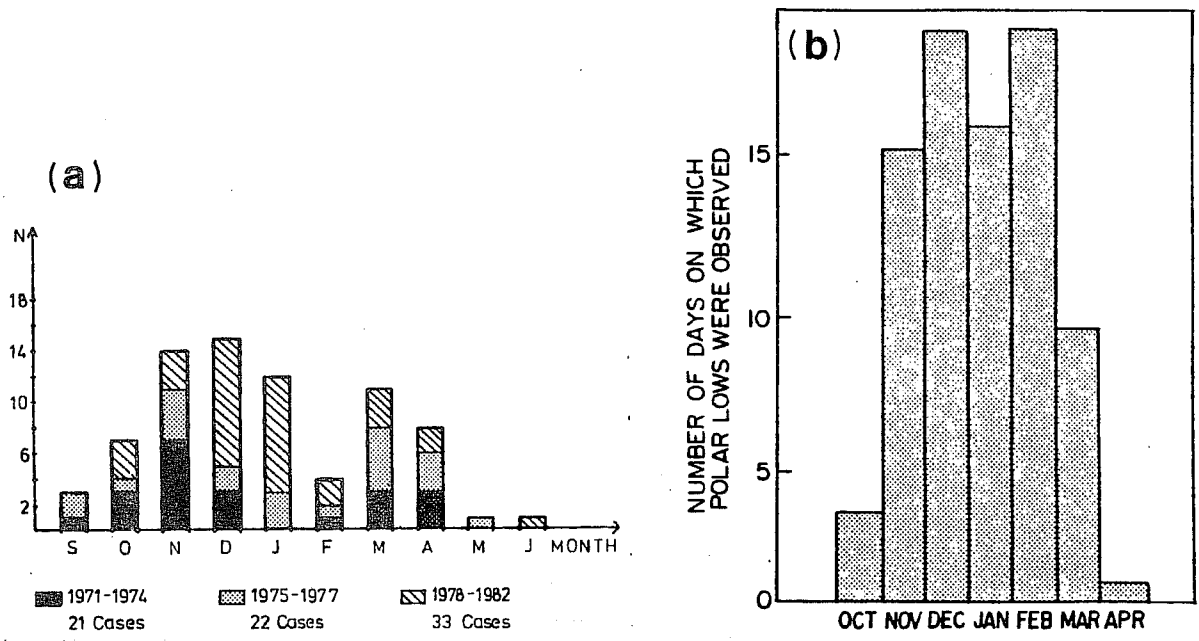 (a)
N
18
14
10
6
2
S O N D J F M A M J MONTH
1971-1974
21 Cases
1975-1977
22 Cases
1978-1982
33 Cases
(b)
NUMBER OF DAYS ON WHICH
POLAR LOWS WERE OBSERVED
15
10
5
0
OCT NOV DEC JAN FEB MAR APR